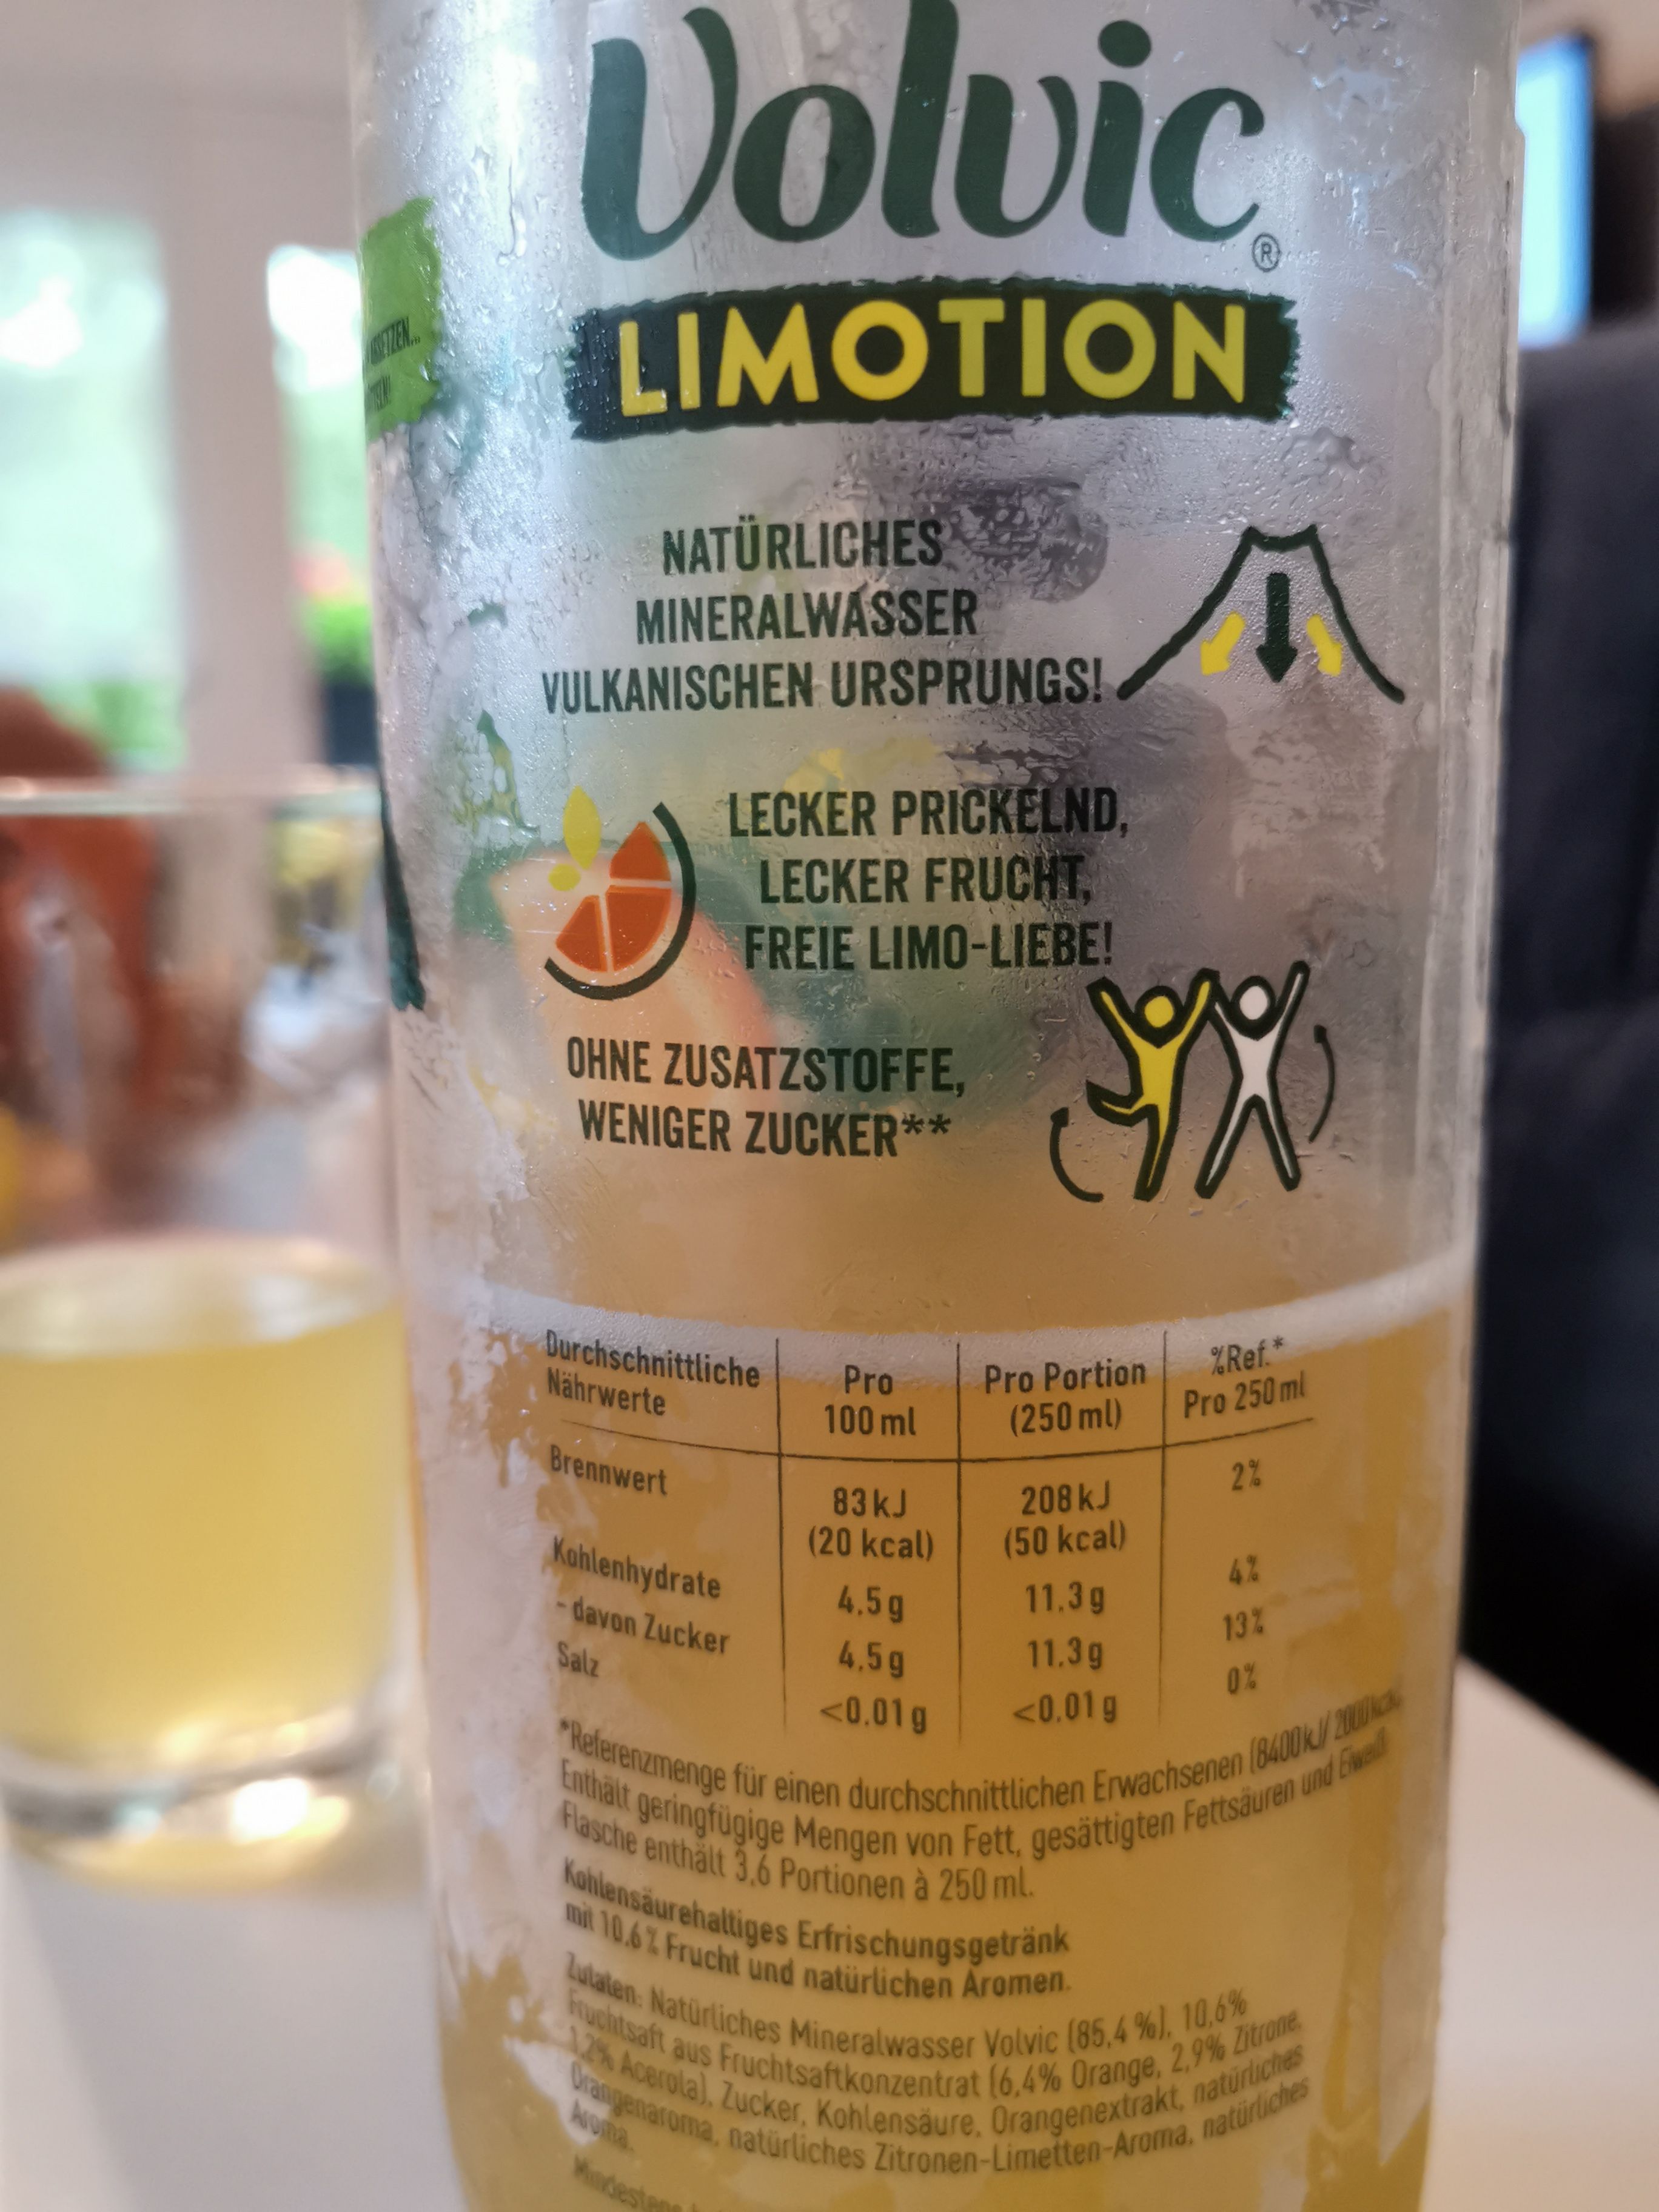 Volvic®
LIMOTION
NATÜRLICHES
MINERALWASSER
VULKANISCHEN URSPRUNGS!
LECKER PRICKELND,
LECKER FRUCHT,
FREIE LIMO-LIEBE!
OHNE ZUSATZSTOFFE,
WENIGER ZUCKER**
Durchschnittliche Nährwerte Pro 100 ml Pro Portion (250 ml) %Ref.* Pro 250 ml
Brennwert 83 kJ (20 kcal) 208 kJ (50 kcal) 2%
Kohlenhydrate 4.5 g 11.3 g 4%
- davon Zucker 4.5 g 11.3 g 13%
Salz <0.01 g <0.01 g 0%
*Referenzmenge für einen durchschnittlichen Erwachsenen (8400 kJ/ 2000 kcal).
Enthält geringfügige Mengen von Fett, gesättigten Fettsäuren und Eiweiß.
Flasche enthält 3,6 Portionen à 250 ml.
Kohlensäurehaltiges Erfrischungsgetränk
mit 10,6% Frucht und natürlichen Aromen.
Zutaten: Natürliches Mineralwasser Volvic (85,4 %), 10,6%
Fruchtsaft aus Fruchtsaftkonzentrat (6,4% Orange, 2,9% Zitrone,
1,2% Acerola), Zucker, Kohlensäure, Orangenextrakt, natürliches
Orangenaroma, natürliches Zitronen-Limetten-Aroma, natürliches
Aroma.